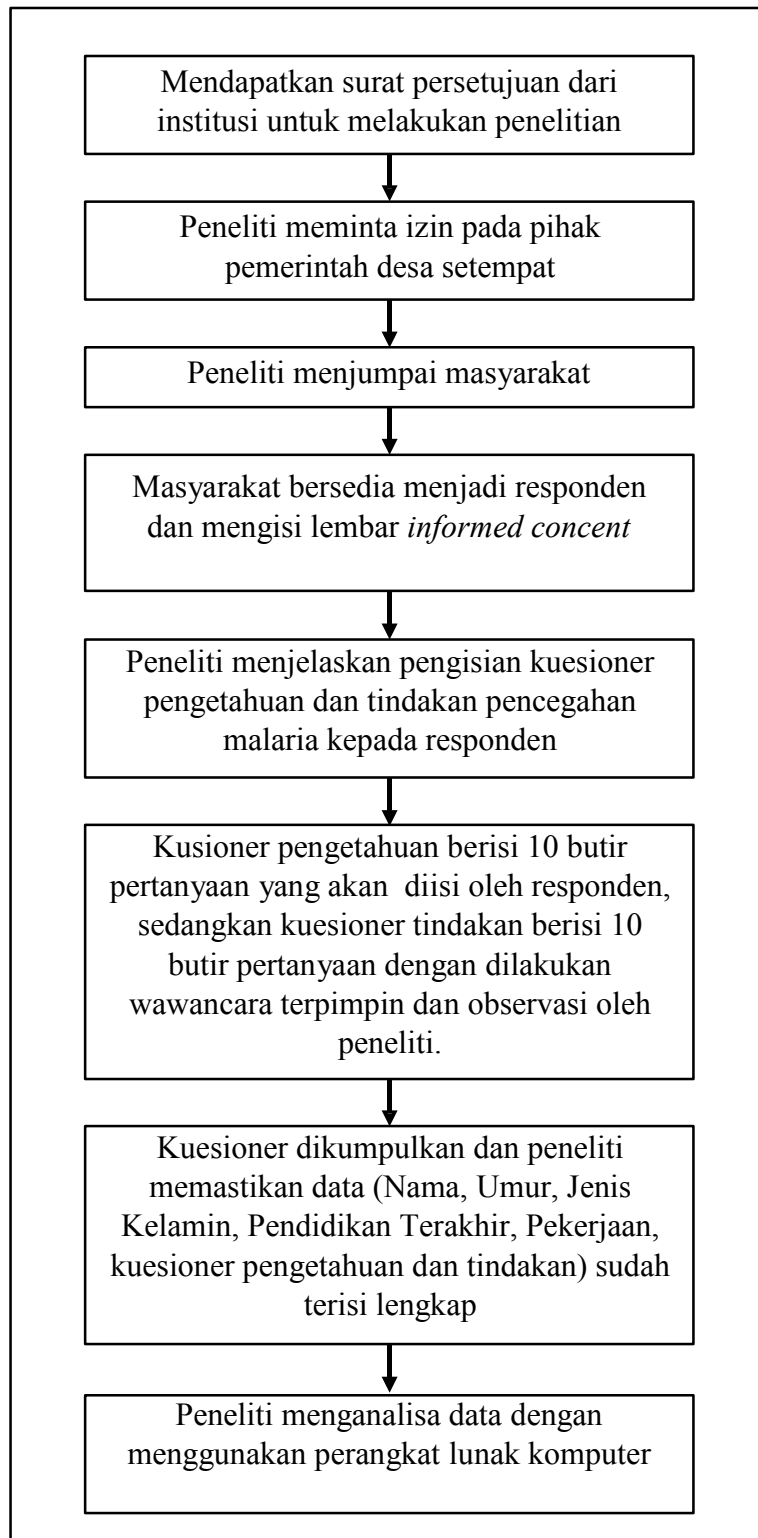 Mendapatkan surat persetujuan dari
institusi untuk melakukan penelitian
Peneliti meminta izin pada pihak
pemerintah desa setempat
Peneliti menjumpai masyarakat
Masyarakat bersedia menjadi responden
dan mengisi lembar informed concent
Peneliti menjelaskan pengisian kuesioner
pengetahuan dan tindakan pencegahan
malaria kepada responden
Kusioner pengetahuan berisi 10 butir
pertanyaan yang akan diisi oleh responden,
sedangkan kuesioner tindakan berisi 10
butir pertanyaan dengan dilakukan
wawancara terpimpin dan observasi oleh
peneliti.
Kuesioner dikumpulkan dan peneliti
memastikan data (Nama, Umur, Jenis
Kelamin, Pendidikan Terakhir, Pekerjaan,
kuesioner pengetahuan dan tindakan) sudah
terisi lengkap
Peneliti menganalisa data dengan
menggunakan perangkat lunak komputer